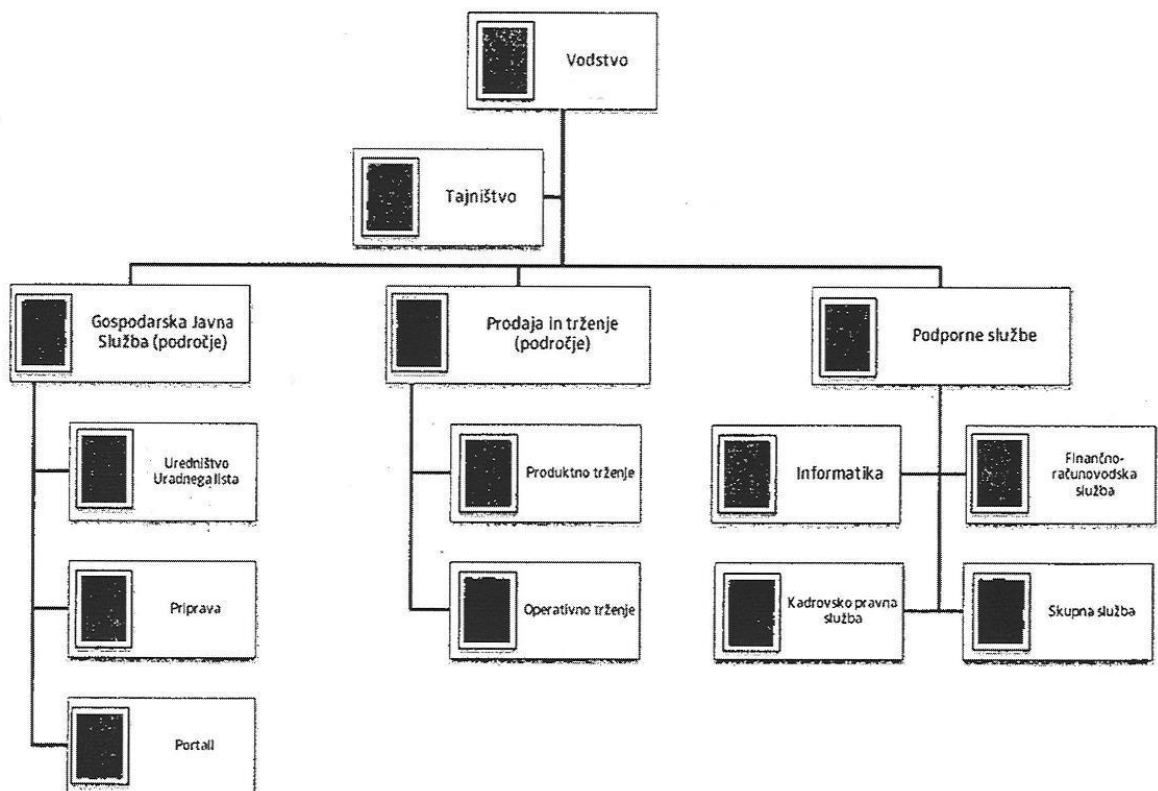 Vodstvo
Tajništvo
Gospodarska Javna
Služba (področje)
Prodaja in trženje
(področje)
Podporne službe
Uredništvo
Uradnega lista
Produktno trženje
Informatika
Finančno-
računovodska
služba
Priprava
Operativno trženje
Kadrovsko pravna
služba
Skupna služba
Portali